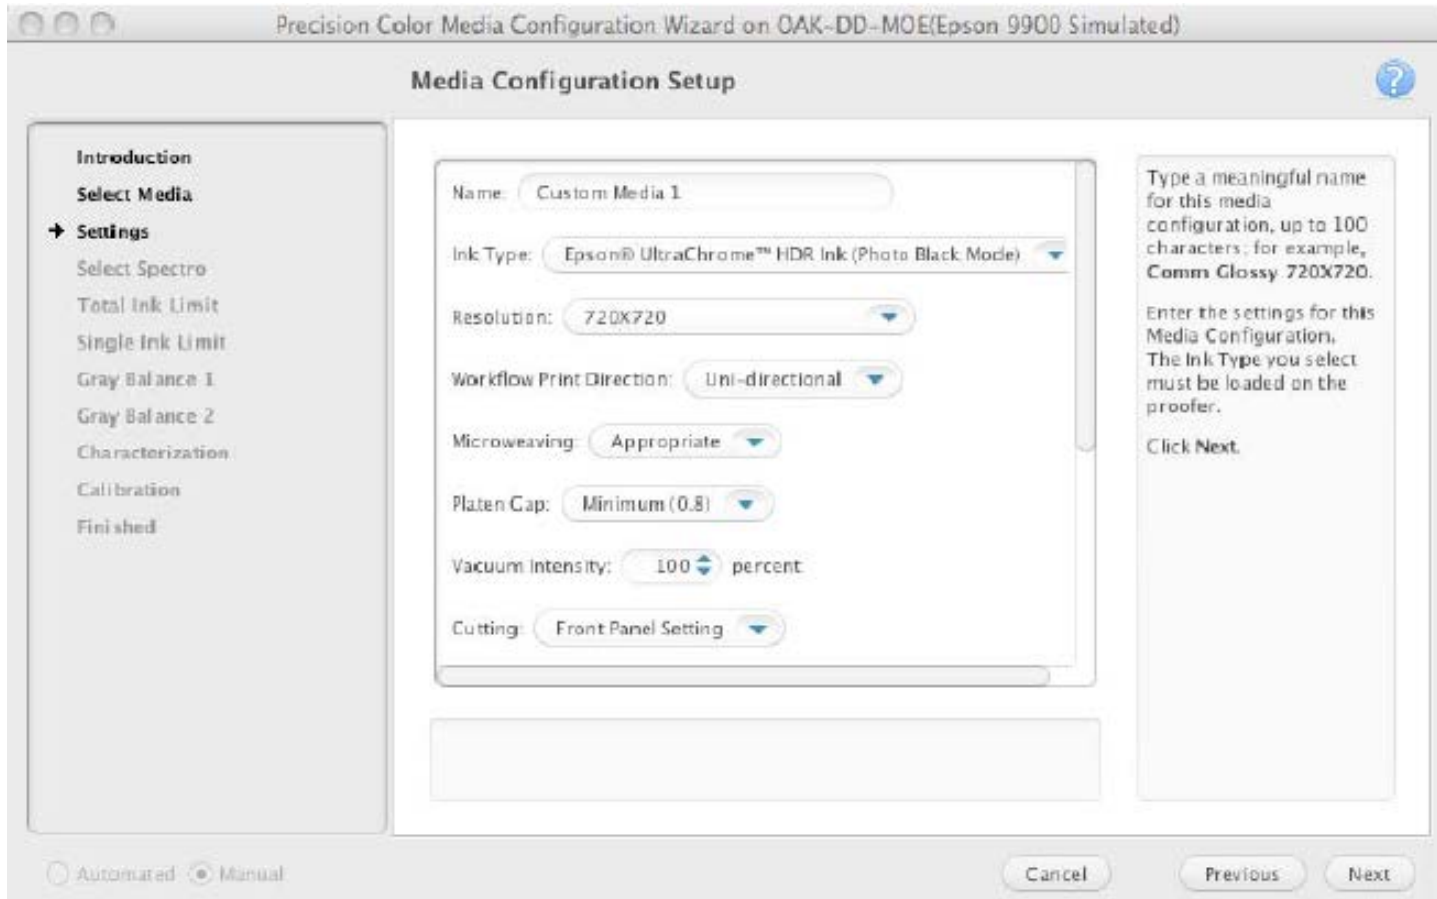 Precision Color Media Configuration Wizard on OAK-DD-MOE(Epson 9900 Simulated)
Media Configuration Setup
?
Introduction
Select Media
Settings
Select Spectro
Total Ink Limit
Single Ink Limit
Gray Balance 1
Gray Balance 2
Characterization
Calibration
Finished
Name: Custom Media 1
Ink Type: Epson® UltraChrome™ HDR Ink (Photo Black Mode)
Resolution: 720X720
Workflow Print Direction: Uni-directional
Microweaving: Appropriate
Platen Gap: Minimum (0.8)
Vacuum Intensity: 100 percent
Cutting: Front Panel Setting
Type a meaningful name
for this media
configuration, up to 100
characters; for example,
Comm Glossy 720X720.
Enter the settings for this
Media Configuration.
The Ink Type you select
must be loaded on the
proofer.
Click Next.
Automated Manual
Cancel Previous Next